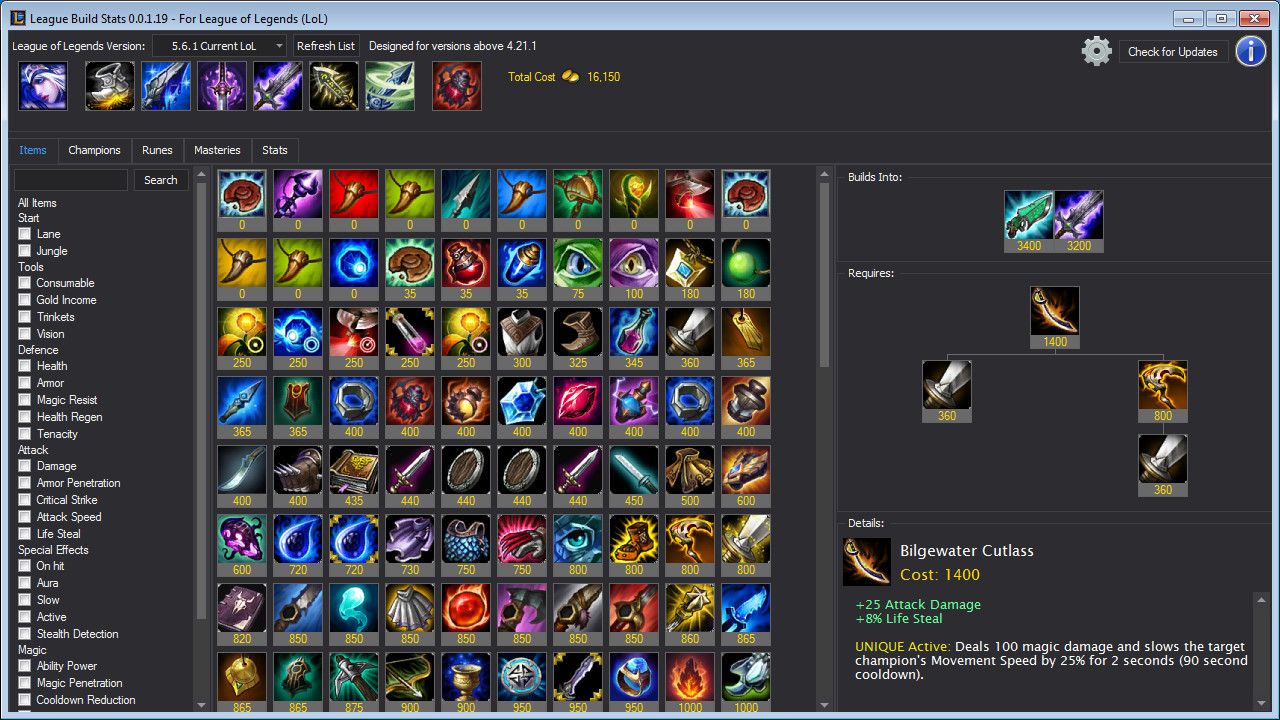 League Build Stats 0.0.1.19 - For League of Legends (LoL)
League of Legends Version: 5.6.1 Current LoL Refresh List Designed for versions above 4.21.1
Check for Updates
Total Cost 16,150
Items Champions Runes Masteries Stats
Search
All Items
Start
Lane
Jungle
Tools
Consumable
Gold Income
Trinkets
Vision
Defence
Health
Armor
Magic Resist
Health Regen
Tenacity
Attack
Damage
Armor Penetration
Critical Strike
Attack Speed
Life Steal
Special Effects
On hit
Aura
Slow
Active
Stealth Detection
Magic
Ability Power
Magic Penetration
Cooldown Reduction
0 0 0 0 0 0 0 0 0 0
0 0 0 35 35 35 75 100 180 180
250 250 250 250 250 300 325 345 360 365
365 365 400 400 400 400 400 400 400 400
400 400 435 440 440 440 440 450 500 600
600 720 720 730 750 750 800 800 800 800
820 850 850 850 850 850 850 850 860 865
865 865 875 900 900 950 950 950 1000 1000
Builds Into:
3400 3200
Requires:
1400
360 800
360
Details:
Bilgewater Cutlass
Cost: 1400
+25 Attack Damage
+8% Life Steal
UNIQUE Active: Deals 100 magic damage and slows the target
champion's Movement Speed by 25% for 2 seconds (90 second
cooldown).